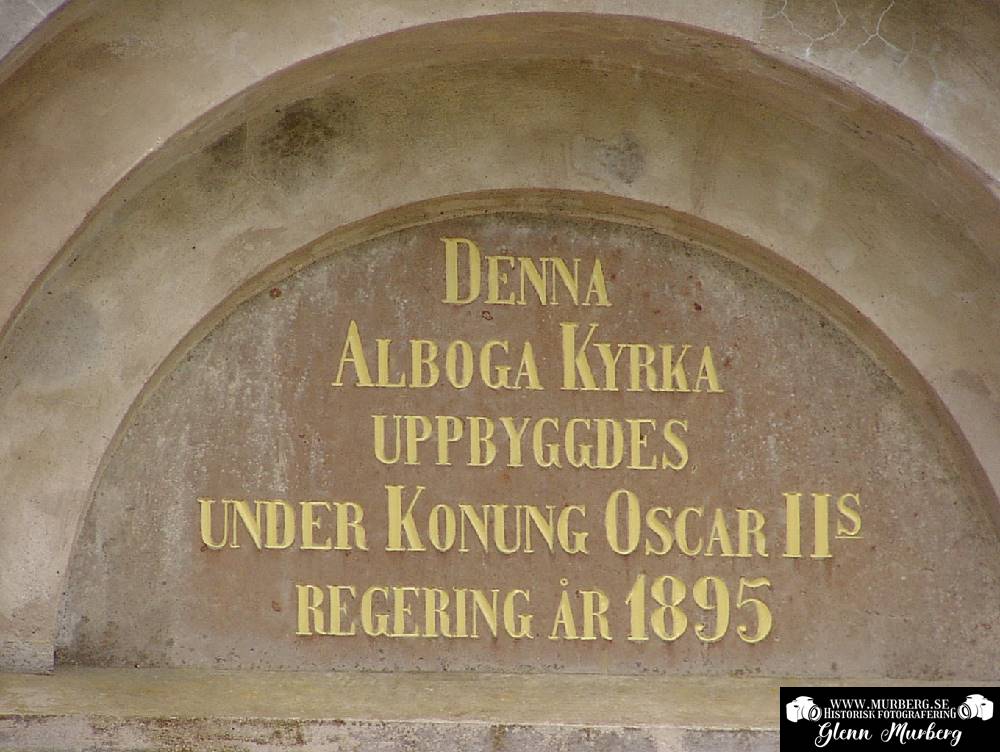 DENNA
ALBOGA KYRKA
UPPBYGGDES
UNDER KONUNG OSCAR IIS
REGERING ÅR 1895
WWW.MURBERG.SE
HISTORISK FOTOGRAFERING
Glenn Murberg